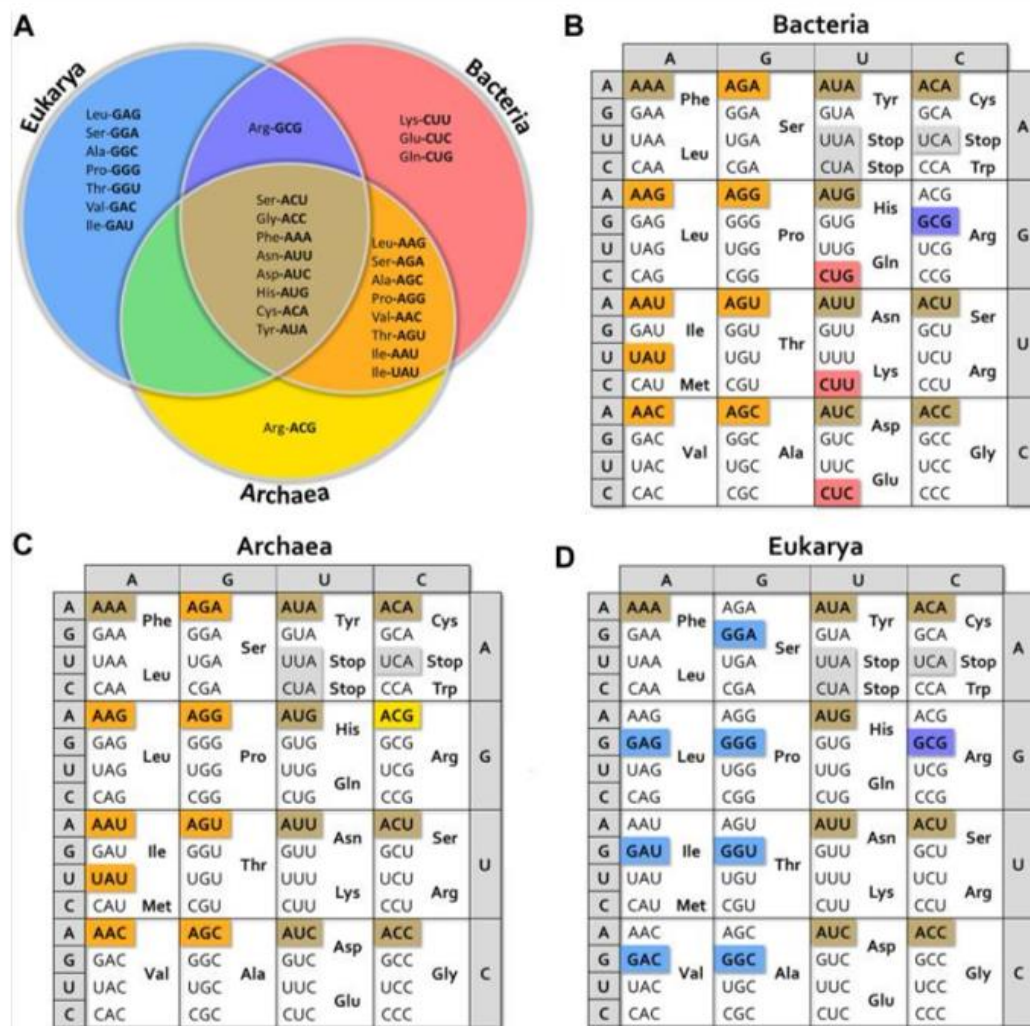 A
Eukarya
Bacteria
Archaea
Leu-GAG
Ser-GGA
Ala-GGC
Pro-GGG
Thr-GGU
Val-GAC
Ile-GAU
Arg-GCG
Lys-CUU
Glu-CUC
Gln-CUG
Ser-ACU
Gly-ACC
Phe-AAA
Asn-AUU
Asp-AUC
His-AUG
Cys-ACA
Tyr-AUA
Leu-AAG
Ser-AGA
Ala-AGC
Pro-AGG
Val-AAC
Thr-AGU
Ile-AAU
Ile-UAU
Arg-ACG
B
Bacteria
A G U C
A AAA Phe AGA Ser AUA Tyr ACA Cys A
G GAA GGA GUA GCA
U UAA Leu UGA UUA Stop UCA Stop
C CAA CGA CUA Stop CCA Trp
A AAG Leu AGG Pro AUG His ACG Arg G
G GAG GGG GUG GCG
U UAG UGG UUG Gln UCG
C CAG CGG CUG CCG
A AAU Ile AGU Thr AUU Asn ACU Ser U
G GAU GGU GUU GCU
U UAU UGU UUU Lys UCU Arg
C CAU Met CGU CUU CCU
A AAC Val AGC Ala AUC Asp ACC Gly C
G GAC GGC GUC GCC
U UAC UGC UUC Glu UCC
C CAC CGC CUC CCC
C
Archaea
A G U C
A AAA Phe AGA Ser AUA Tyr ACA Cys A
G GAA GGA GUA GCA
U UAA Leu UGA UUA Stop UCA Stop
C CAA CGA CUA Stop CCA Trp
A AAG Leu AGG Pro AUG His ACG Arg G
G GAG GGG GUG GCG
U UAG UGG UUG Gln UCG
C CAG CGG CUG CCG
A AAU Ile AGU Thr AUU Asn ACU Ser U
G GAU GGU GUU GCU
U UAU UGU UUU Lys UCU Arg
C CAU Met CGU CUU CCU
A AAC Val AGC Ala AUC Asp ACC Gly C
G GAC GGC GUC GCC
U UAC UGC UUC Glu UCC
C CAC CGC CUC CCC
D
Eukarya
A G U C
A AAA Phe AGA Ser AUA Tyr ACA Cys A
G GAA GGA GUA GCA
U UAA Leu UGA UUA Stop UCA Stop
C CAA CGA CUA Stop CCA Trp
A AAG Leu AGG Pro AUG His ACG Arg G
G GAG GGG GUG GCG
U UAG UGG UUG Gln UCG
C CAG CGG CUG CCG
A AAU Ile AGU Thr AUU Asn ACU Ser U
G GAU GGU GUU GCU
U UAU UGU UUU Lys UCU Arg
C CAU Met CGU CUU CCU
A AAC Val AGC Ala AUC Asp ACC Gly C
G GAC GGC GUC GCC
U UAC UGC UUC Glu UCC
C CAC CGC CUC CCC